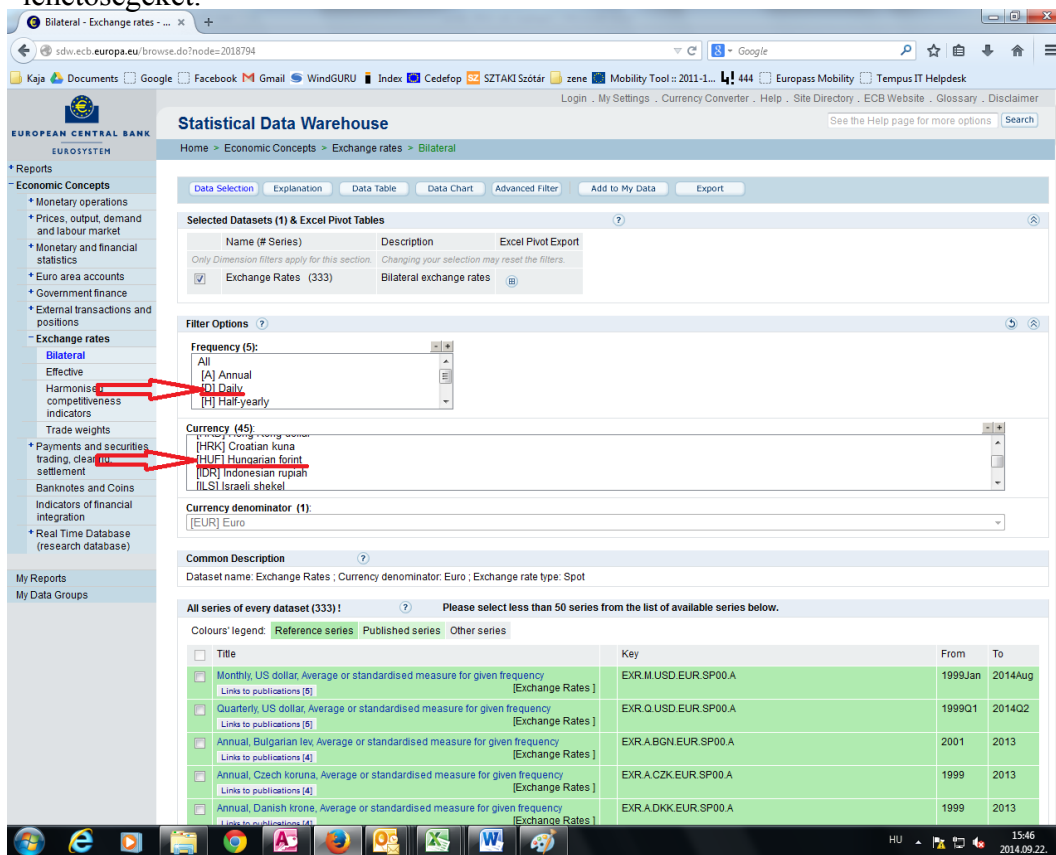 lehetőségeket.
Bilateral - Exchange rates - ... × +
sdw.ecb.europa.eu/browse.do?node=2018794
Google
Kaja Documents Google Facebook Gmail WindGURU Index Cedefop SZTAKI Szótár zene Mobility Tool :: 2011-1... 444 Europass Mobility Tempus IT Helpdesk
Login . My Settings . Currency Converter . Help . Site Directory . ECB Website . Glossary . Disclaimer
EUROPEAN CENTRAL BANK
EUROSYSTEM
Statistical Data Warehouse
See the Help page for more options Search
Home > Economic Concepts > Exchange rates > Bilateral
+ Reports
− Economic Concepts
+ Monetary operations
+ Prices, output, demand
and labour market
+ Monetary and financial
statistics
+ Euro area accounts
+ Government finance
+ External transactions and
positions
− Exchange rates
Bilateral
Effective
Harmonised
competitiveness
indicators
Trade weights
+ Payments and securities
trading, clearing,
settlement
Banknotes and Coins
Indicators of financial
integration
+ Real Time Database
(research database)
My Reports
My Data Groups
Data Selection Explanation Data Table Data Chart Advanced Filter Add to My Data Export
Selected Datasets (1) & Excel Pivot Tables ?
Name (# Series) Description Excel Pivot Export
Only Dimension filters apply for this section. Changing your selection may reset the filters.
Exchange Rates (333) Bilateral exchange rates
Filter Options ?
Frequency (5): - +
All
[A] Annual
[D] Daily
[H] Half-yearly
Currency (45): - +
[HKD] Hong Kong dollar
[HRK] Croatian kuna
[HUF] Hungarian forint
[IDR] Indonesian rupiah
[ILS] Israeli shekel
Currency denominator (1):
[EUR] Euro
Common Description ?
Dataset name: Exchange Rates ; Currency denominator: Euro ; Exchange rate type: Spot
All series of every dataset (333) ! ? Please select less than 50 series from the list of available series below.
Colours' legend: Reference series Published series Other series
Title Key From To
Monthly, US dollar, Average or standardised measure for given frequency EXR.M.USD.EUR.SP00.A 1999Jan 2014Aug
Links to publications [5] [Exchange Rates ]
Quarterly, US dollar, Average or standardised measure for given frequency EXR.Q.USD.EUR.SP00.A 1999Q1 2014Q2
Links to publications [5] [Exchange Rates ]
Annual, Bulgarian lev, Average or standardised measure for given frequency EXR.A.BGN.EUR.SP00.A 2001 2013
Links to publications [4] [Exchange Rates ]
Annual, Czech koruna, Average or standardised measure for given frequency EXR.A.CZK.EUR.SP00.A 1999 2013
Links to publications [4] [Exchange Rates ]
Annual, Danish krone, Average or standardised measure for given frequency EXR.A.DKK.EUR.SP00.A 1999 2013
Links to publications [4] [Exchange Rates ]
HU 15:46
2014.09.22.